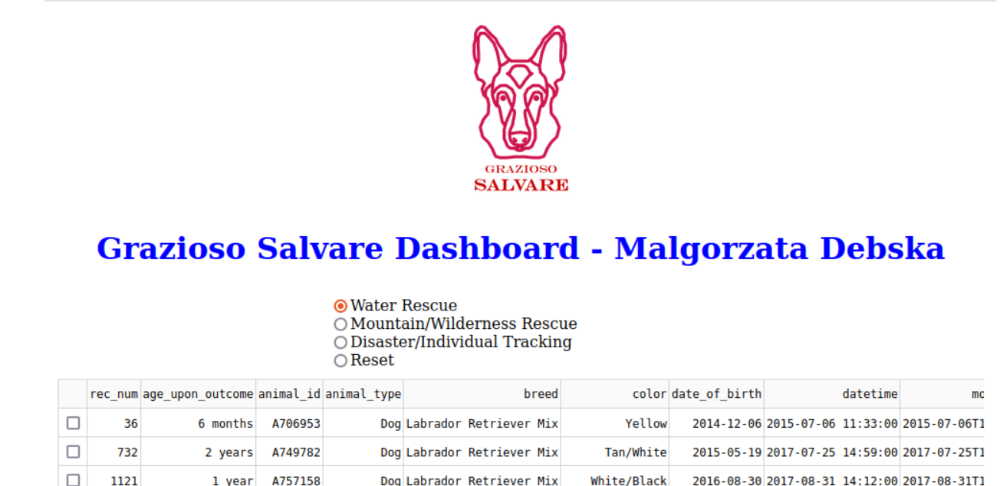 GRAZIOSO
SALVARE
Grazioso Salvare Dashboard - Malgorzata Debska
Water Rescue
Mountain/Wilderness Rescue
Disaster/Individual Tracking
Reset
rec_num age_upon_outcome animal_id animal_type breed color date_of_birth datetime mo
36 6 months A706953 Dog Labrador Retriever Mix Yellow 2014-12-06 2015-07-06 11:33:00 2015-07-06T1
732 2 years A749782 Dog Labrador Retriever Mix Tan/White 2015-05-19 2017-07-25 14:59:00 2017-07-25T1
1121 1 year A757158 Dog Labrador Retriever Mix White/Black 2016-08-30 2017-08-31 14:12:00 2017-08-31T1